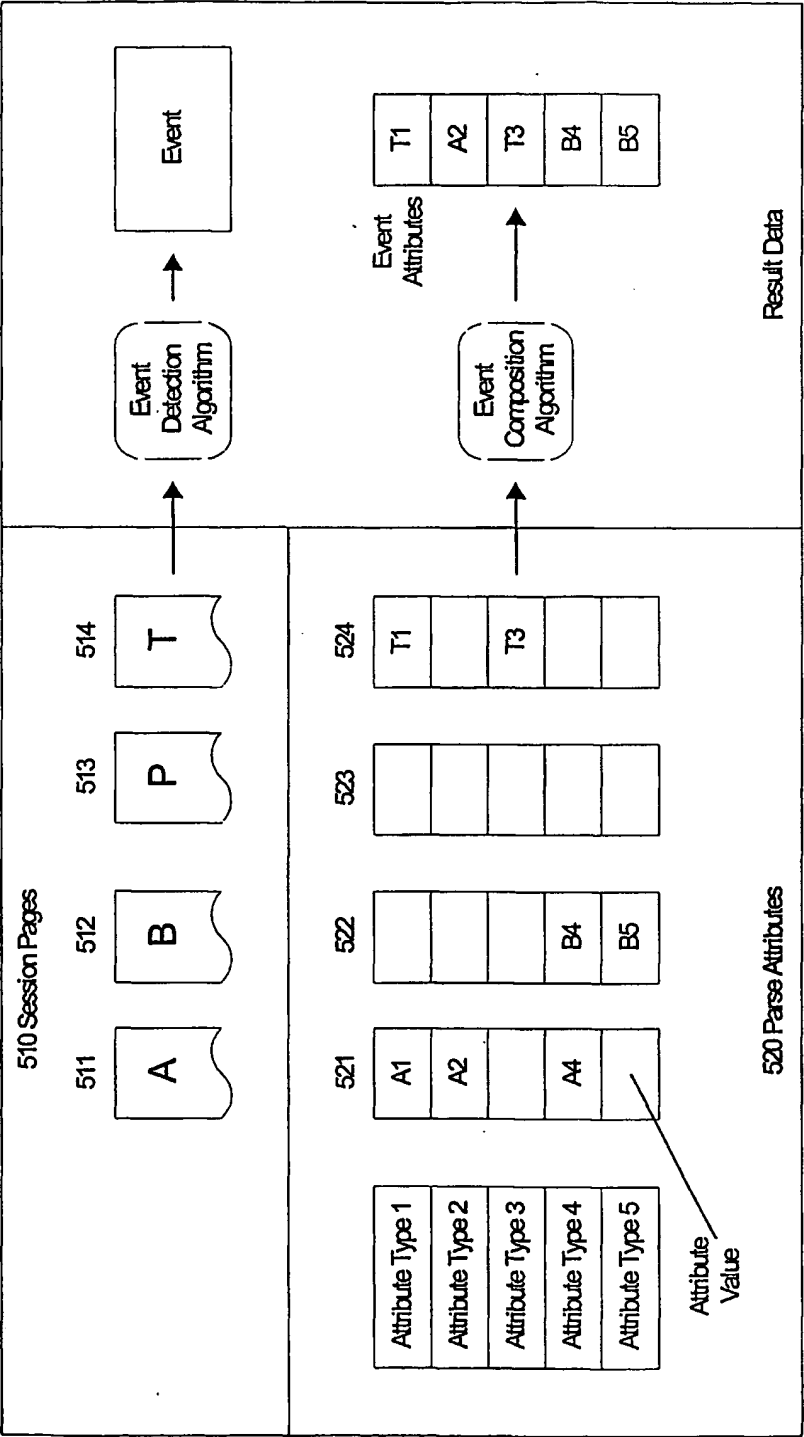 510 Session Pages
511
512
513
514
A
B
P
T
Event
Detection
Algorithm
Event
521
522
523
524
Attribute Type 1
Attribute Type 2
Attribute Type 3
Attribute Type 4
Attribute Type 5
A1
A2
A4
B4
B5
T1
T3
Attribute
Value
520 Parse Attributes
Event
Composition
Algorithm
Event
Attributes
T1
A2
T3
B4
B5
Result Data